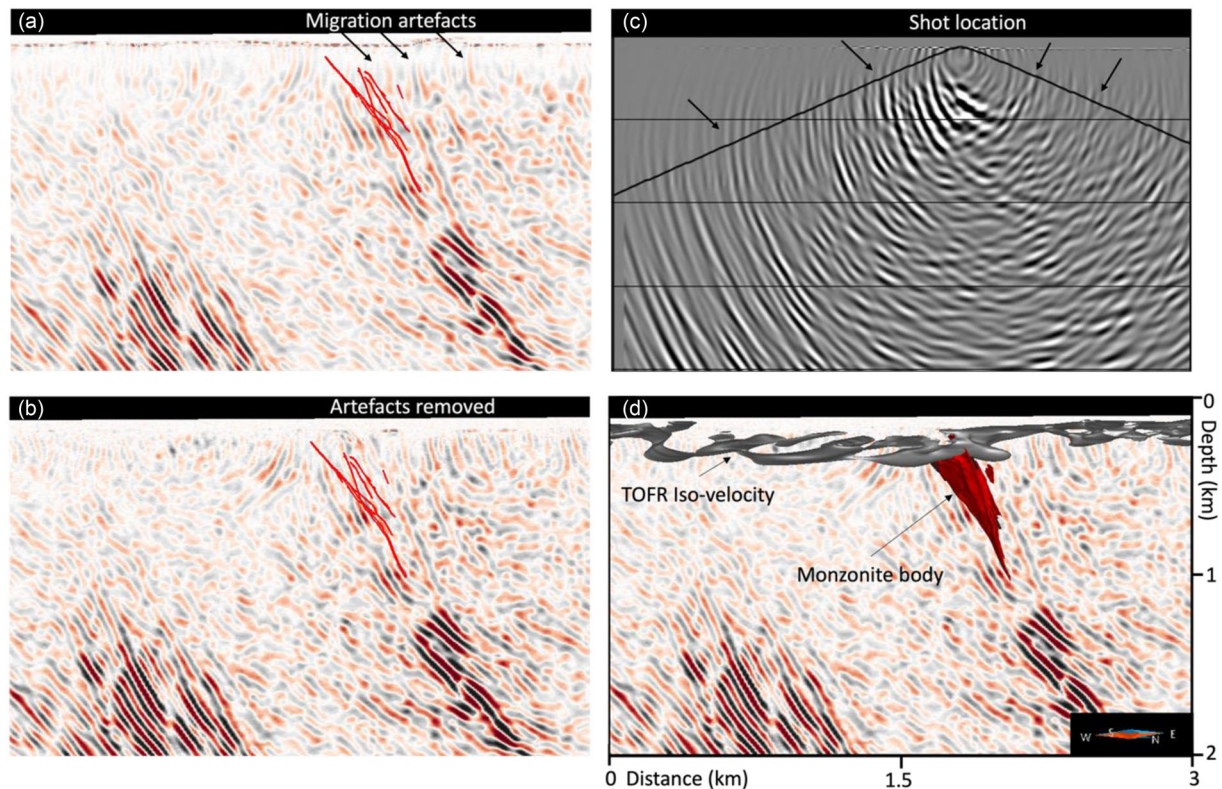 (a)
Migration artefacts
(c)
Shot location
(b)
Artefacts removed
(d)
0
Depth (km)
TOFR Iso-velocity
Monzonite body
1
W S N E
2
0 Distance (km) 1.5 3